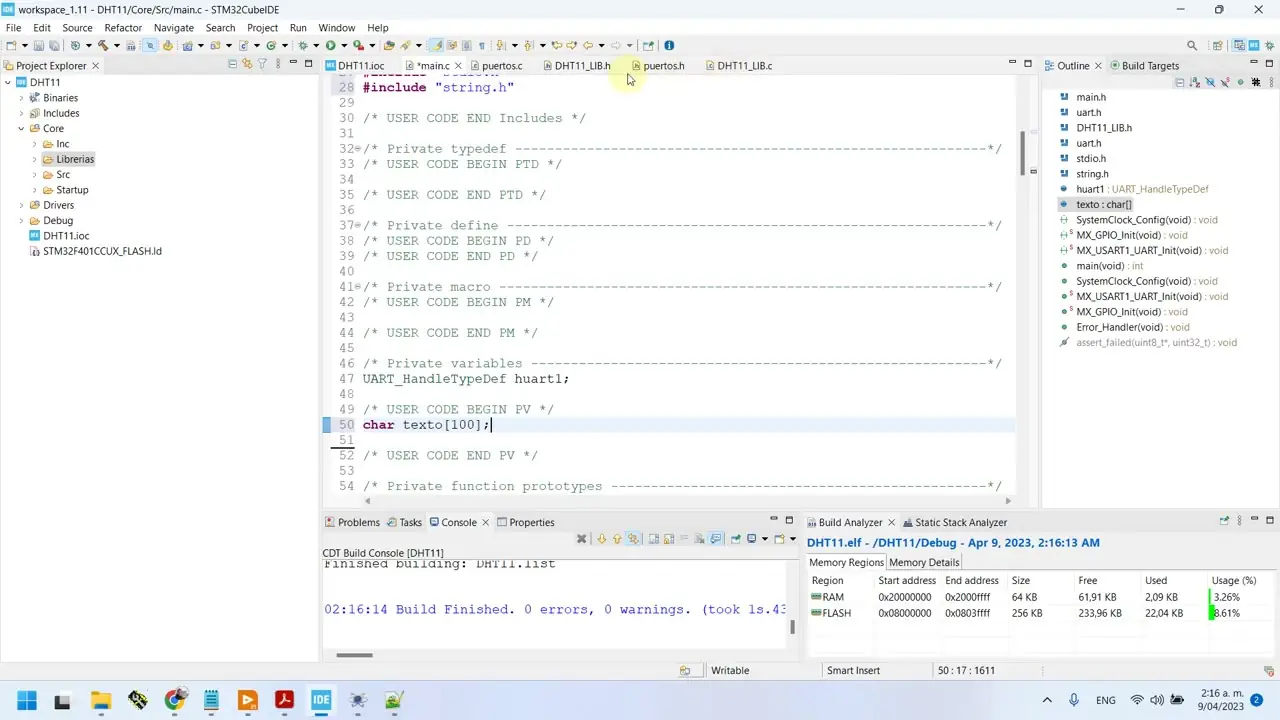 IDE workspace_1.11 - DHT11/Core/Src/main.c - STM32CubeIDE
File Edit Source Refactor Navigate Search Project Run Window Help
Project Explorer
DHT11
Binaries
Includes
Core
Inc
Librerias
Src
Startup
Drivers
Debug
MX DHT11.ioc
STM32F401CCUX_FLASH.ld
MX DHT11.ioc *main.c puertos.c DHT11_LIB.h puertos.h DHT11_LIB.c
28 #include "string.h"
29
30 /* USER CODE END Includes */
31
32 /* Private typedef -----------------------------------------------------------*/
33 /* USER CODE BEGIN PTD */
34
35 /* USER CODE END PTD */
36
37 /* Private define ------------------------------------------------------------*/
38 /* USER CODE BEGIN PD */
39 /* USER CODE END PD */
40
41 /* Private macro -------------------------------------------------------------*/
42 /* USER CODE BEGIN PM */
43
44 /* USER CODE END PM */
45
46 /* Private variables ---------------------------------------------------------*/
47 UART_HandleTypeDef huart1;
48
49 /* USER CODE BEGIN PV */
50 char texto[100];
51
52 /* USER CODE END PV */
53
54 /* Private function prototypes -----------------------------------------------*/
Outline Build Targets
main.h
uart.h
DHT11_LIB.h
uart.h
stdio.h
string.h
huart1 : UART_HandleTypeDef
texto : char[]
SystemClock_Config(void) : void
MX_GPIO_Init(void) : void
S MX_USART1_UART_Init(void) : void
main(void) : int
SystemClock_Config(void) : void
S MX_USART1_UART_Init(void) : void
S MX_GPIO_Init(void) : void
Error_Handler(void) : void
assert_failed(uint8_t*, uint32_t) : void
Problems Tasks Console Properties
CDT Build Console [DHT11]
Finished building: DHT11.list
02:16:14 Build Finished. 0 errors, 0 warnings. (took 1s.43
Build Analyzer Static Stack Analyzer
DHT11.elf - /DHT11/Debug - Apr 9, 2023, 2:16:13 AM
Memory Regions Memory Details
Region Start address End address Size Free Used Usage (%)
RAM 0x20000000 0x2000ffff 64 KB 61,91 KB 2,09 KB 3.26%
FLASH 0x08000000 0x0803ffff 256 KB 233,96 KB 22,04 KB 8.61%
Writable Smart Insert 50 : 17 : 1611
IDE ENG 2:16 a. m.
9/04/2023 2